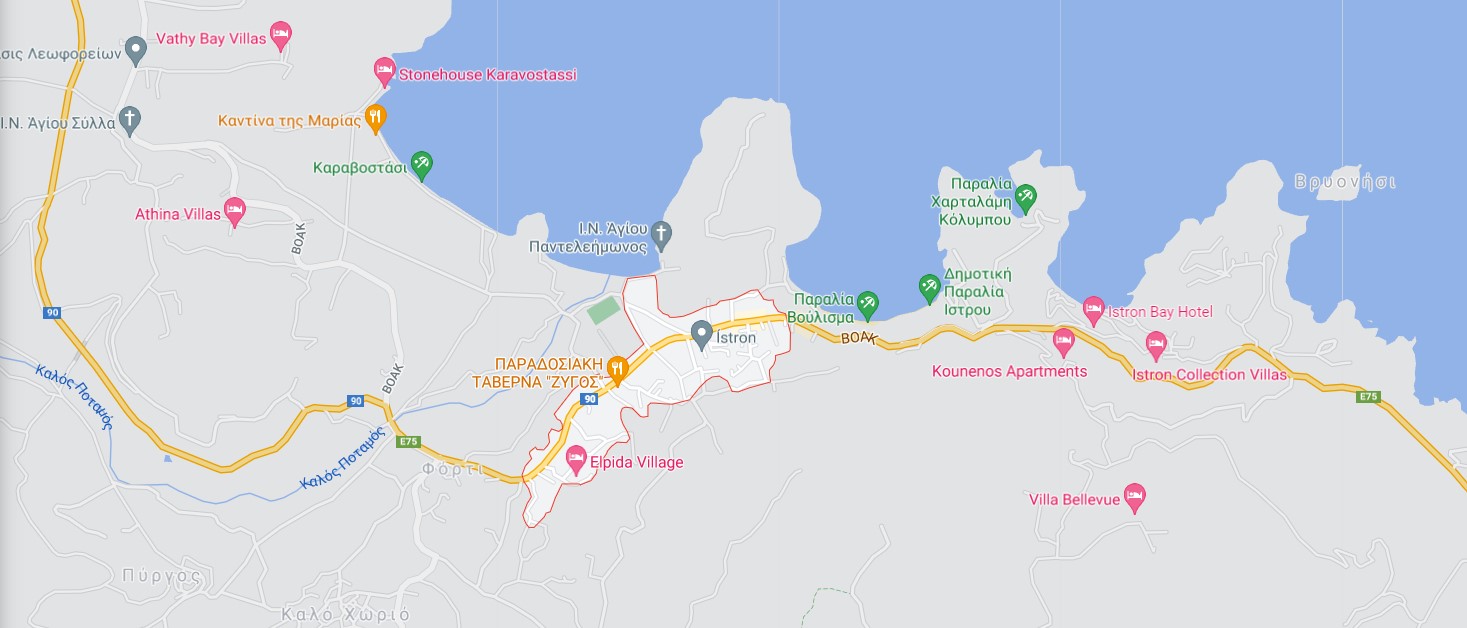 Vathy Bay Villas
σις Λεωφορείων
Stonehouse Karavostassi
Ι.Ν. Άγίου Σύλλα
Καντίνα της Μαρίας
Καραβοστάσι
Athina Villas
ΒΟΑΚ
Ι.Ν. Άγίου
Παντελεήμωνος
Παραλία
Χαρταλάμη
Κόλυμπου
Βρυονήσι
Δημοτική
Παραλία
Ιστρου
Παραλία
Βούλισμα
90
Istron
ΒΟΑΚ
Istron Bay Hotel
Kounenos Apartments
Istron Collection Villas
ΠΑΡΑΔΟΣΙΑΚΗ
ΤΑΒΕΡΝΑ "ΖΥΓΟΣ"
Καλός Ποταμός
ΒΟΑΚ
90
90
E75
E75
Καλός Ποταμός
Φόρτι
Elpida Village
Villa Bellevue
Πύργος
Καλό Χωριό